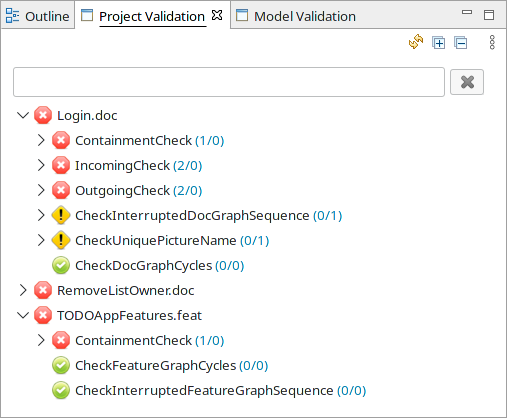 Outline Project Validation Model Validation
Login.doc
ContainmentCheck (1/0)
IncomingCheck (2/0)
OutgoingCheck (2/0)
CheckInterruptedDocGraphSequence (0/1)
CheckUniquePictureName (0/1)
CheckDocGraphCycles (0/0)
RemoveListOwner.doc
TODOAppFeatures.feat
ContainmentCheck (1/0)
CheckFeatureGraphCycles (0/0)
CheckInterruptedFeatureGraphSequence (0/0)